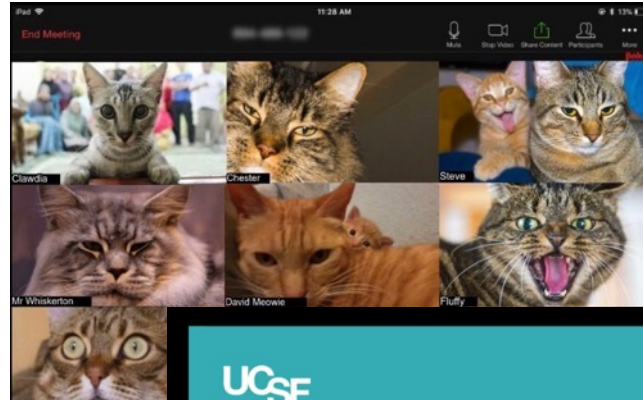 iPad
11:28 AM
13%
End Meeting
Mute
Stop Video
Share Content
Participants
More
Clawdia
Chester
Steve
Mr Whiskerton
David Meowie
Fluffy
UCSF